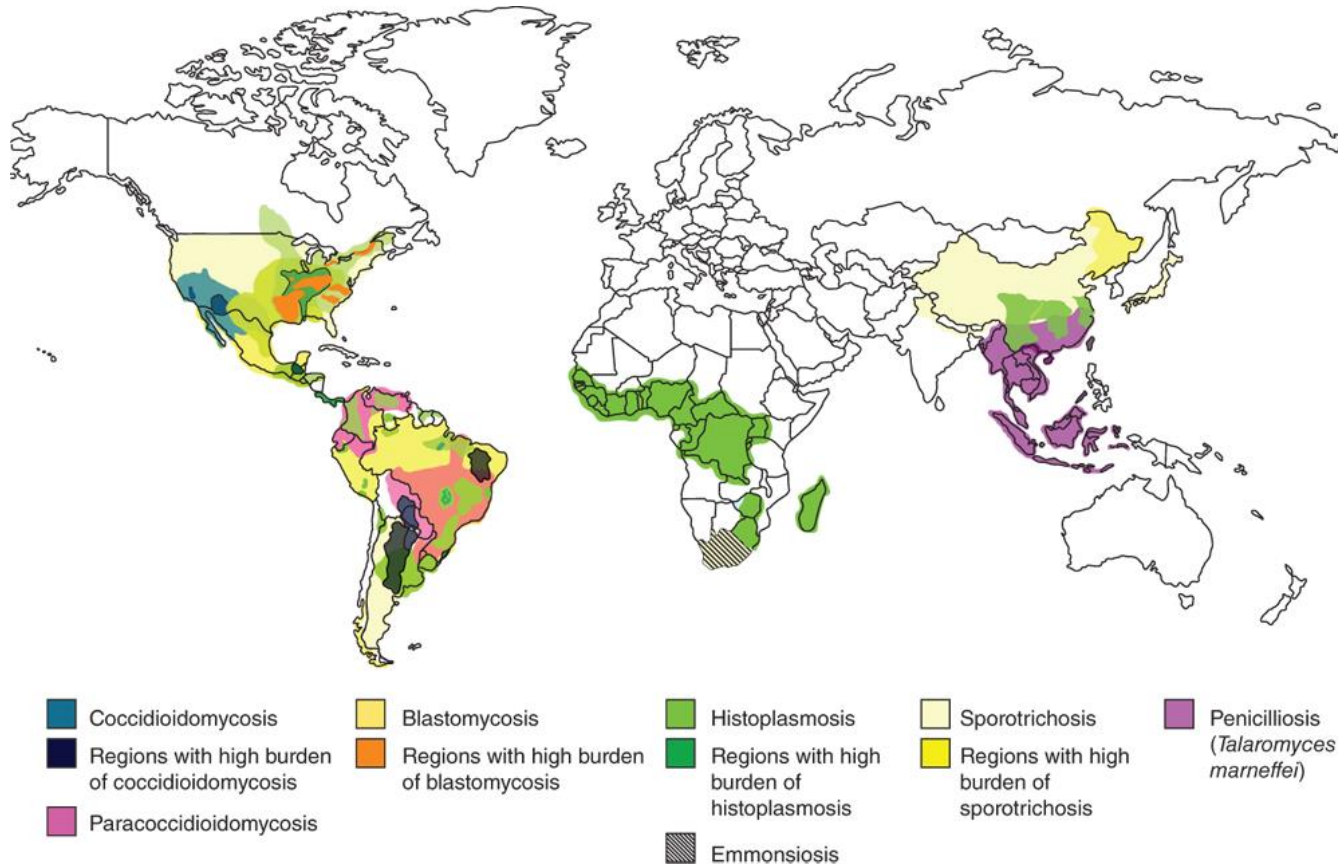 Coccidioidomycosis
Regions with high burden
of coccidioidomycosis
Paracoccidioidomycosis
Blastomycosis
Regions with high burden
of blastomycosis
Histoplasmosis
Regions with high
burden of
histoplasmosis
Emmonsiosis
Sporotrichosis
Regions with high
burden of
sporotrichosis
Penicilliosis
(Talaromyces
marneffei)